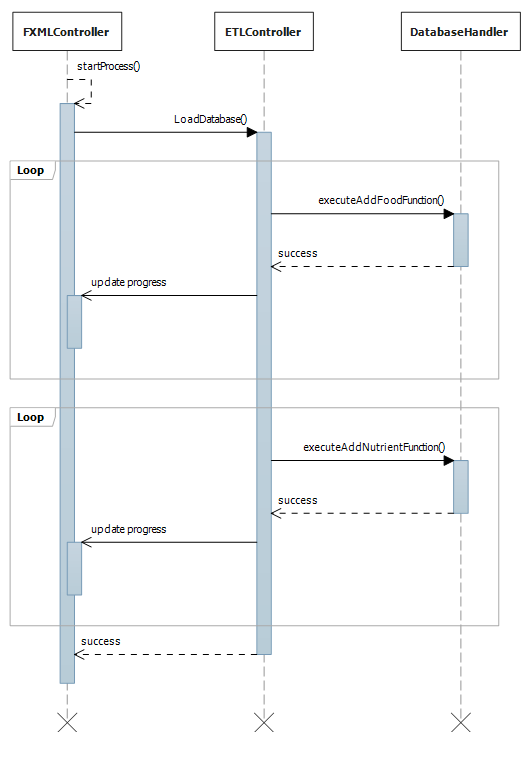 FXMLController
ETLController
DatabaseHandler
startProcess()
LoadDatabase()
Loop
executeAddFoodFunction()
success
update progress
Loop
executeAddNutrientFunction()
success
update progress
success